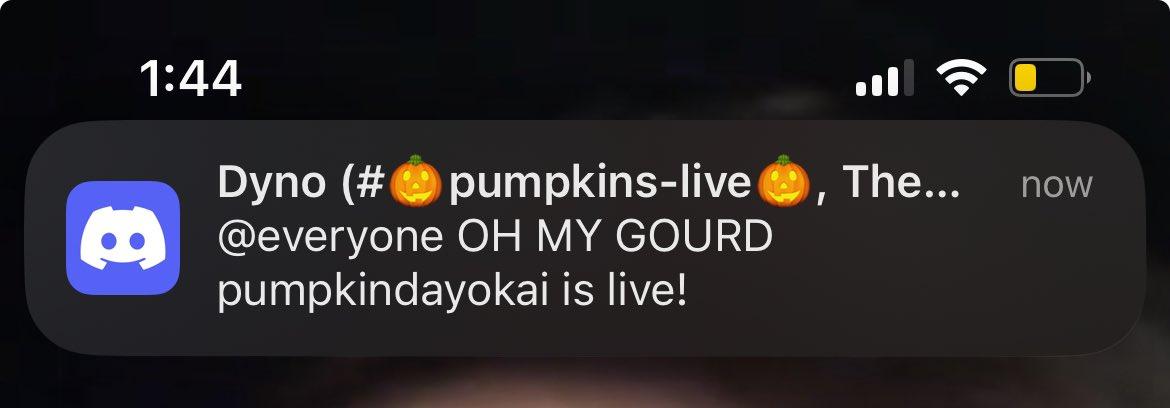 1:44
Dyno (#🎃pumpkins-live🎃, The...
now
@everyone OH MY GOURD
pumpkindayokai is live!